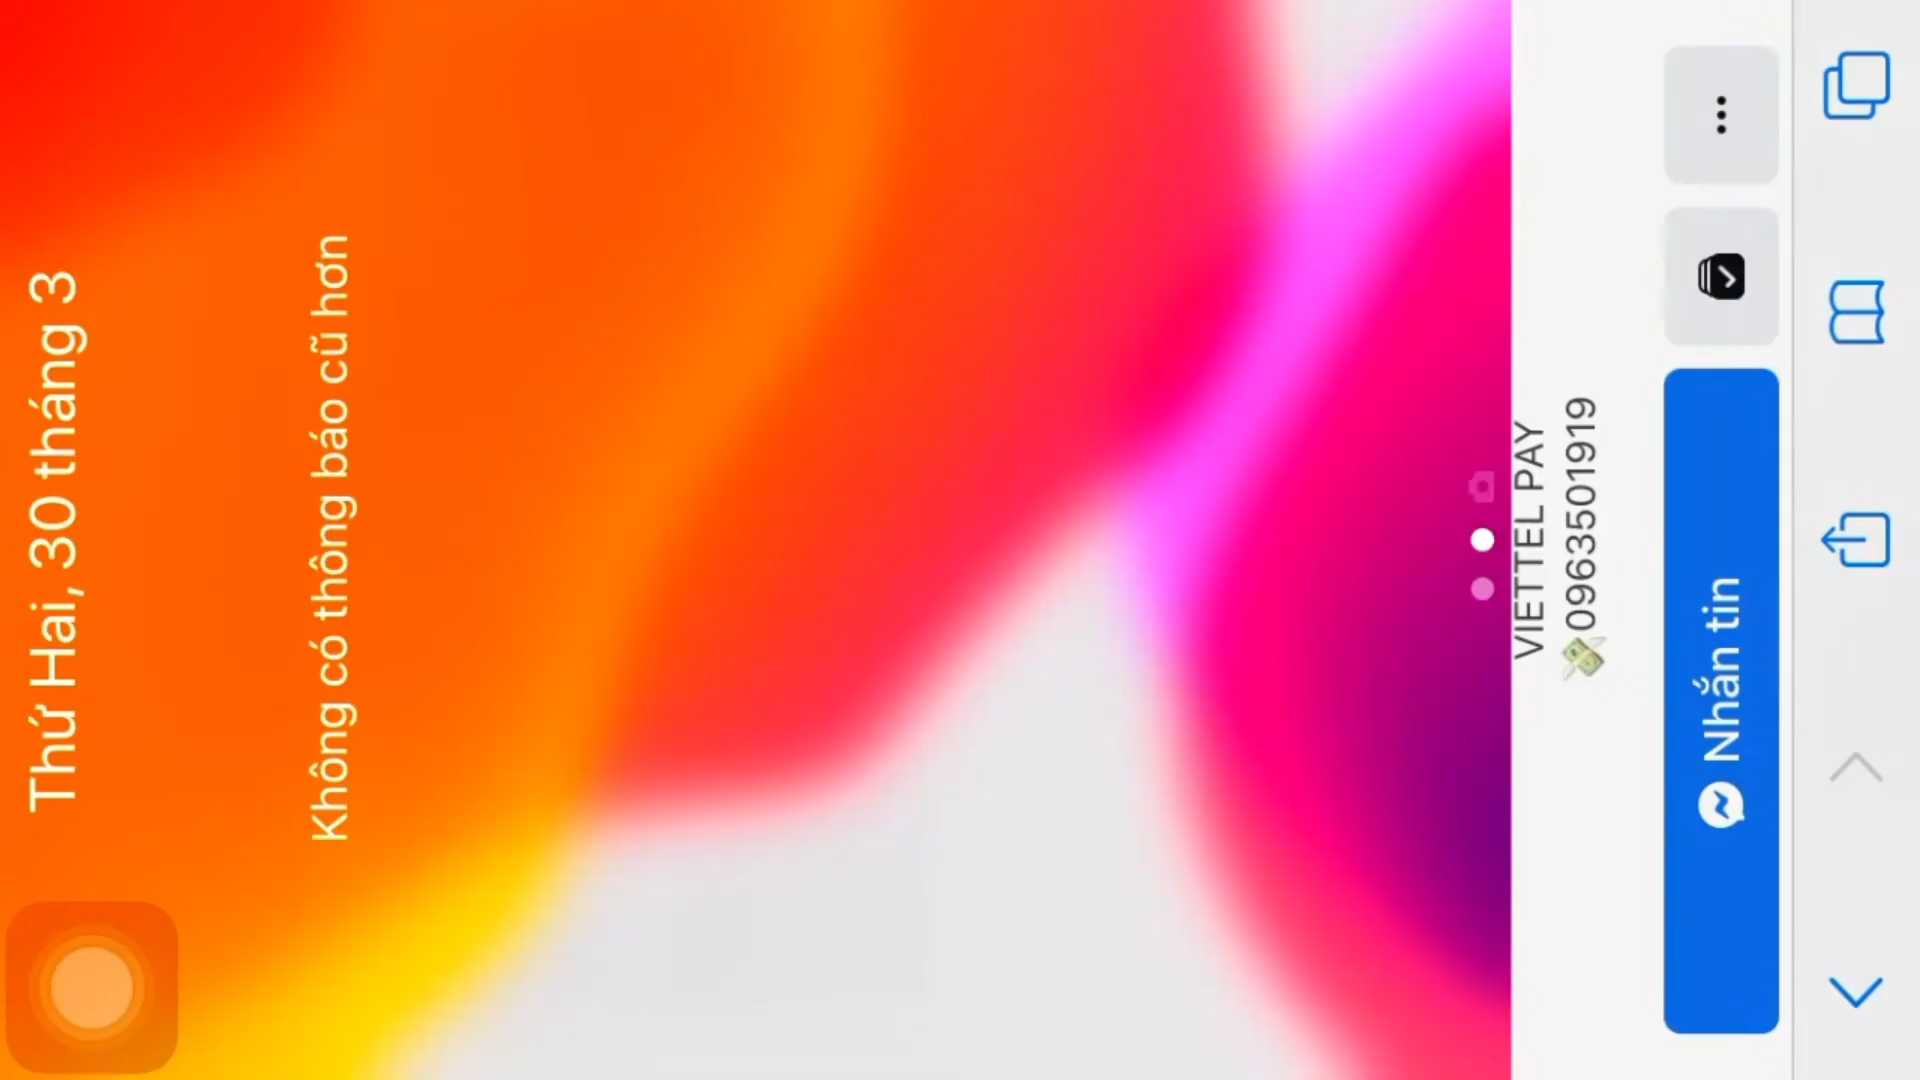 Thứ Hai, 30 tháng 3
Không có thông báo cũ hơn
VIETTEL PAY
💸0963501919
Nhắn tin